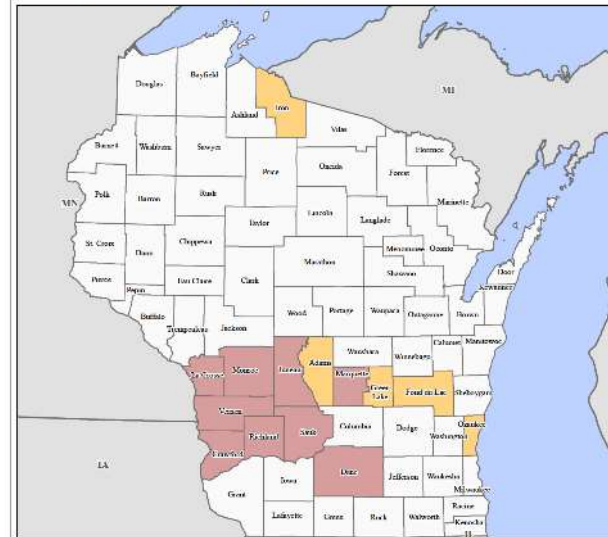 Douglas
Bayfield
Ashland
Iron
MI
Vilas
Florence
Burnett
Washburn
Sawyer
Price
Oneida
Forest
Marinette
MN
Polk
Barron
Rusk
Lincoln
Langlade
Taylor
St. Croix
Dunn
Chippewa
Menominee
Oconto
Marathon
Shawano
Door
Pierce
Pepin
Eau Claire
Clark
Kewaunee
Buffalo
Trempealeau
Jackson
Wood
Portage
Waupaca
Outagamie
Brown
La Crosse
Monroe
Juneau
Adams
Waushara
Winnebago
Calumet
Manitowoc
Marquette
Green
Lake
Fond du Lac
Sheboygan
Vernon
Richland
Sauk
Columbia
Dodge
Washington
Ozaukee
Crawford
IA
Dane
Jefferson
Waukesha
Milwaukee
Grant
Iowa
Lafayette
Green
Rock
Walworth
Racine
Kenosha
IL